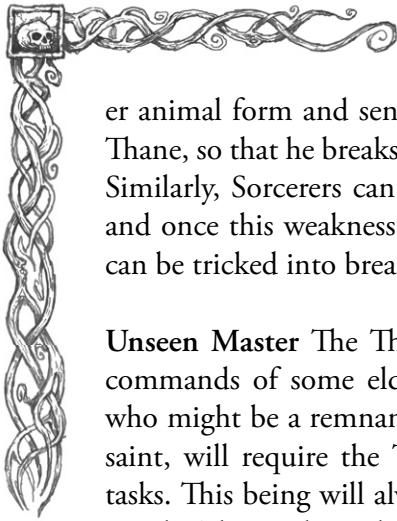 er animal form and sen
Thane, so that he breaks
Similarly, Sorcerers can
and once this weakness
can be tricked into brea
Unseen Master The Th
commands of some eld
who might be a remnan
saint, will require the
tasks. This being will al